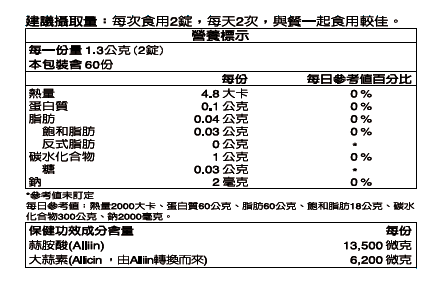 建議攝取量：每次食用2錠，每天2次，與餐一起食用較佳。
營養標示
每一份量 1.3公克 (2錠)
本包裝含 60份
每份 每日參考值百分比
熱量 4.8 大卡 0 %
蛋白質 0.1 公克 0 %
脂肪 0.04 公克 0 %
飽和脂肪 0.03 公克 0 %
反式脂肪 0 公克 *
碳水化合物 1 公克 0 %
糖 0.03 公克 *
鈉 2 毫克 0 %
*參考值未訂定
每日參考值：熱量2000大卡、蛋白質60公克、脂肪60公克、飽和脂肪18公克、碳水
化合物300公克、鈉2000毫克。
保健功效成分含量 每份
蒜胺酸(Alliin) 13,500 微克
大蒜素(Allicin ，由Alliin轉換而來) 6,200 微克